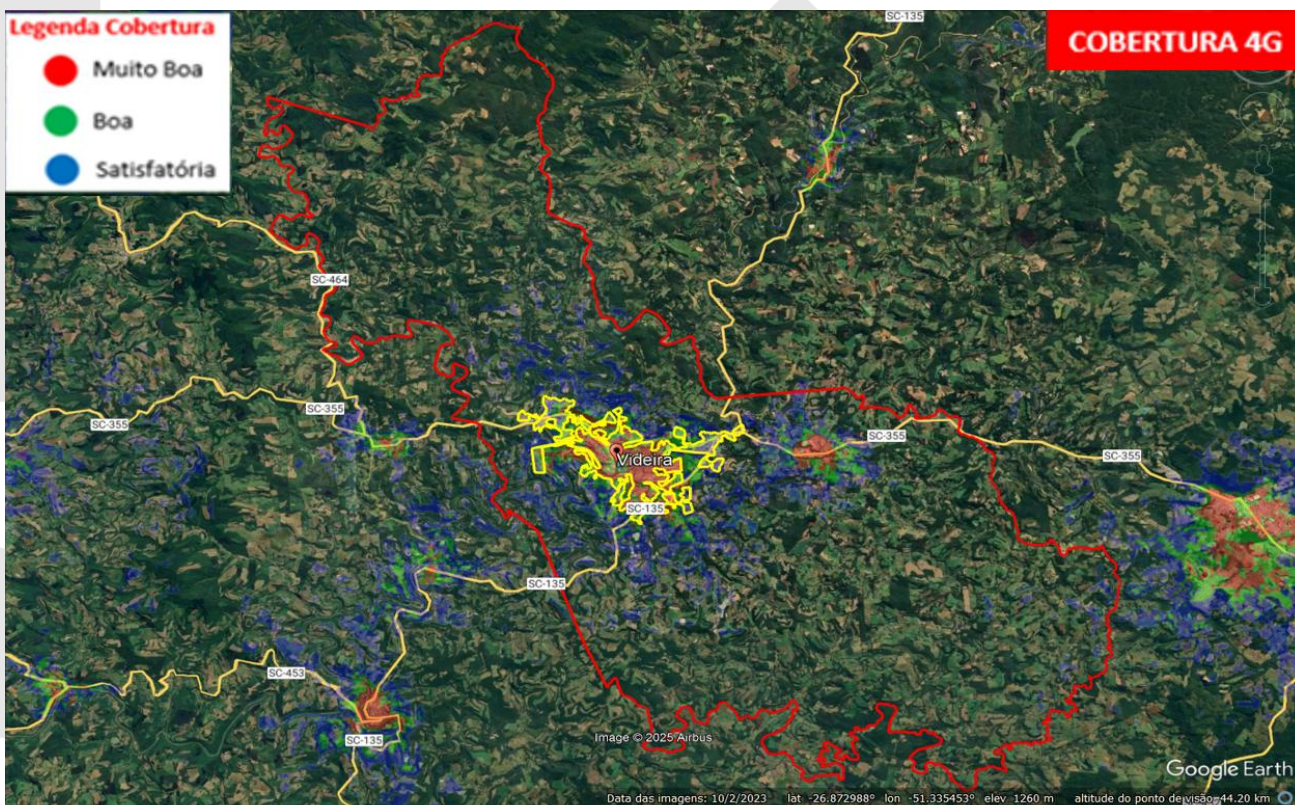 Legenda Cobertura
Muito Boa
Boa
Satisfatória
COBERTURA 4G
SC-135
SC-464
SC-355
SC-355
SC-355
SC-355
Videira
SC-135
SC-135
SC-453
SC-135
Image © 2025 Airbus
Google Earth
Data das imagens: 10/2/2023 lat -26.872988° lon -51.335453° elev 1260 m altitude do ponto de visão 44.20 km